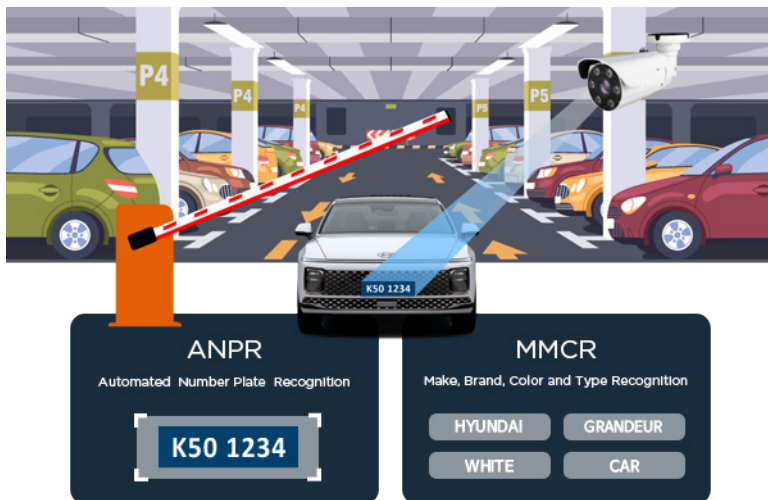 P4
P4
P4
P5
P5
K50 1234
ANPR
Automated Number Plate Recognition
K50 1234
MMCR
Make, Brand, Color and Type Recognition
HYUNDAI
GRANDEUR
WHITE
CAR